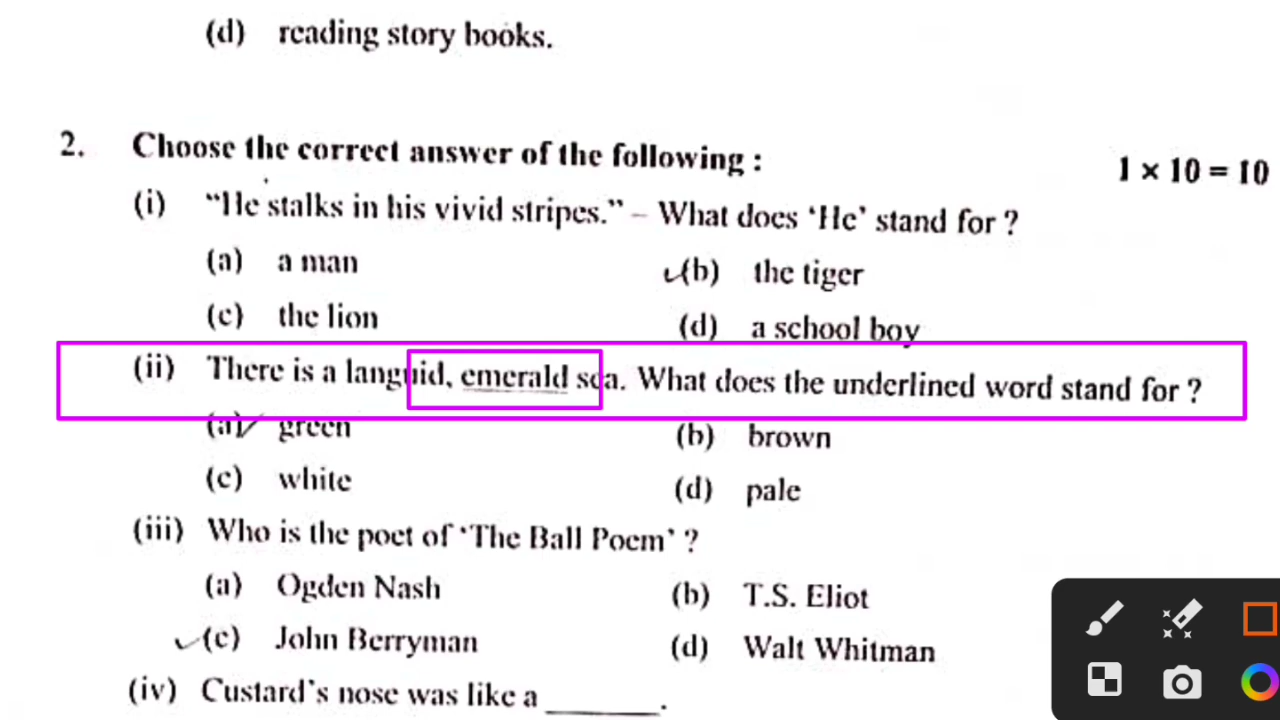 (d) reading story books.
2. Choose the correct answer of the following : 1 × 10 = 10
(i) “He stalks in his vivid stripes.” – What does ‘He’ stand for ?
(a) a man (b) the tiger
(c) the lion (d) a school boy
(ii) There is a languid, emerald sea. What does the underlined word stand for ?
(a) green (b) brown
(c) white (d) pale
(iii) Who is the poet of ‘The Ball Poem’ ?
(a) Ogden Nash (b) T.S. Eliot
(c) John Berryman (d) Walt Whitman
(iv) Custard’s nose was like a ______.